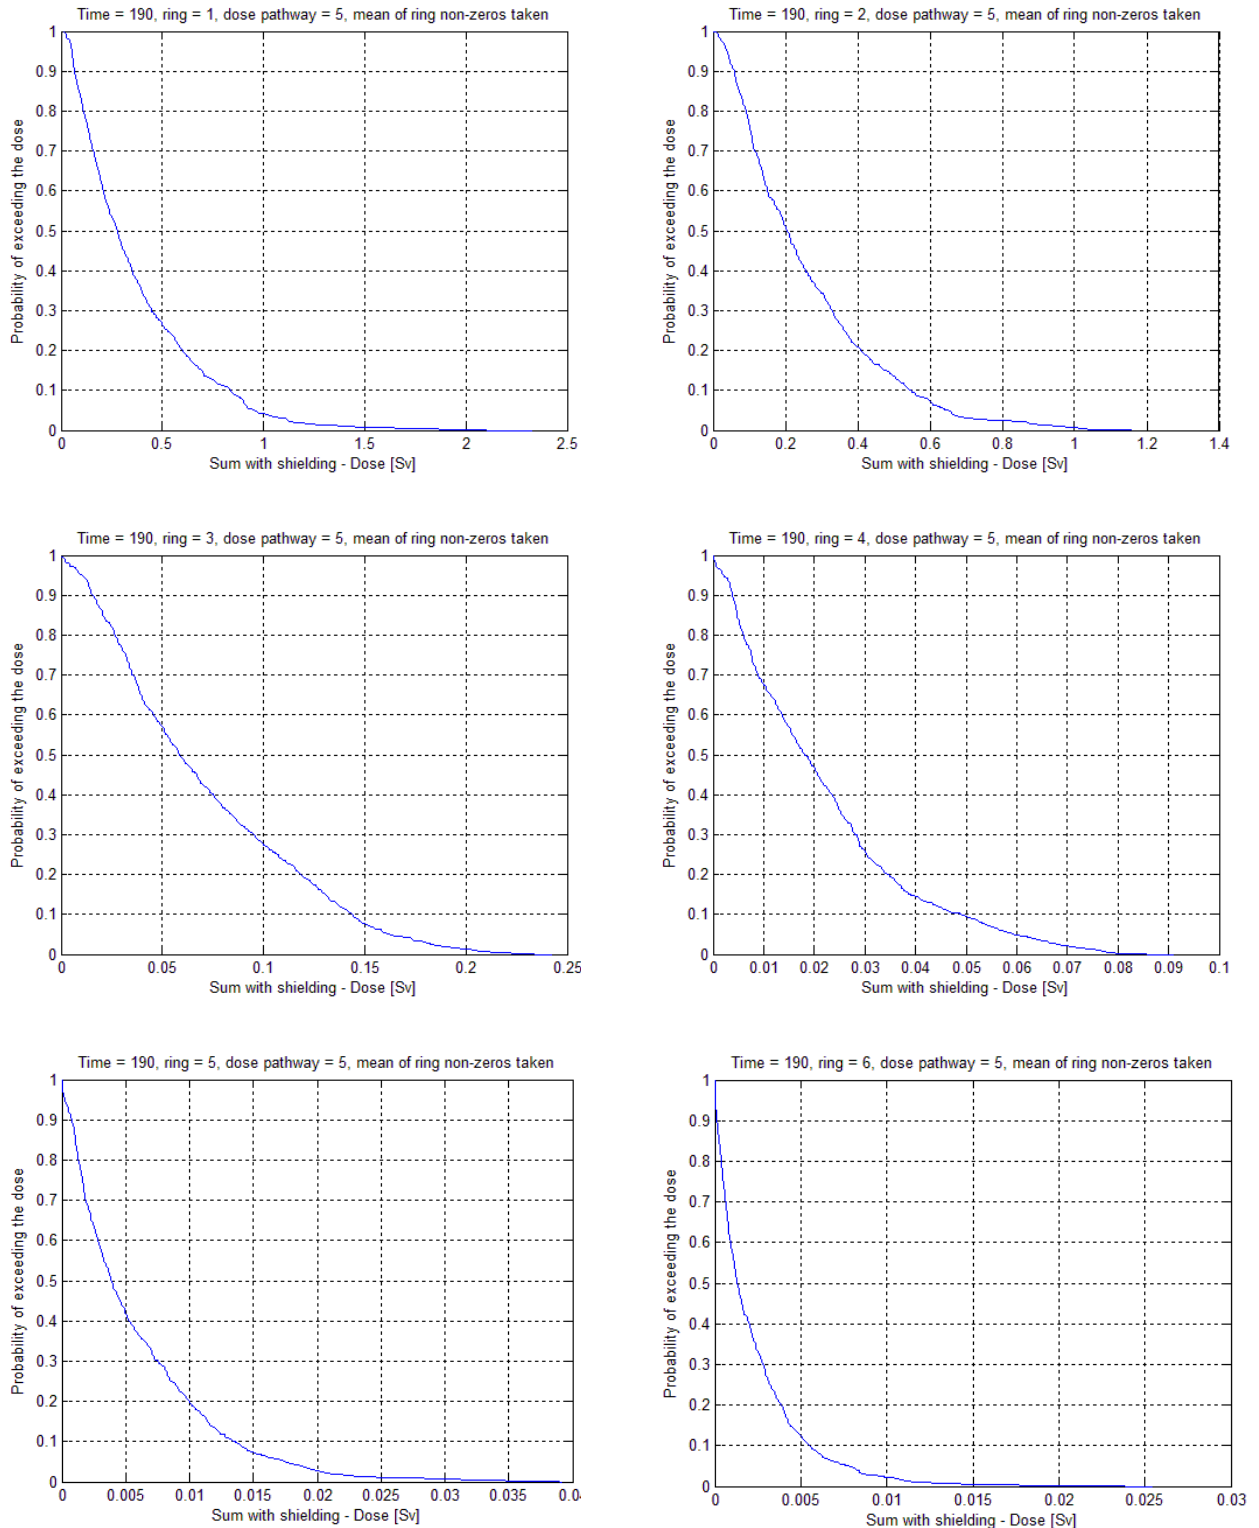 Time = 190, ring = 1, dose pathway = 5, mean of ring non-zeros taken
Probability of exceeding the dose
1
0.9
0.8
0.7
0.6
0.5
0.4
0.3
0.2
0.1
0
0 0.5 1 1.5 2 2.5
Sum with shielding - Dose [Sv]
Time = 190, ring = 2, dose pathway = 5, mean of ring non-zeros taken
Probability of exceeding the dose
1
0.9
0.8
0.7
0.6
0.5
0.4
0.3
0.2
0.1
0
0 0.2 0.4 0.6 0.8 1 1.2 1.4
Sum with shielding - Dose [Sv]
Time = 190, ring = 3, dose pathway = 5, mean of ring non-zeros taken
Probability of exceeding the dose
1
0.9
0.8
0.7
0.6
0.5
0.4
0.3
0.2
0.1
0
0 0.05 0.1 0.15 0.2 0.25
Sum with shielding - Dose [Sv]
Time = 190, ring = 4, dose pathway = 5, mean of ring non-zeros taken
Probability of exceeding the dose
1
0.9
0.8
0.7
0.6
0.5
0.4
0.3
0.2
0.1
0
0 0.01 0.02 0.03 0.04 0.05 0.06 0.07 0.08 0.09 0.1
Sum with shielding - Dose [Sv]
Time = 190, ring = 5, dose pathway = 5, mean of ring non-zeros taken
Probability of exceeding the dose
1
0.9
0.8
0.7
0.6
0.5
0.4
0.3
0.2
0.1
0
0 0.005 0.01 0.015 0.02 0.025 0.03 0.035
Sum with shielding - Dose [Sv]
Time = 190, ring = 6, dose pathway = 5, mean of ring non-zeros taken
Probability of exceeding the dose
1
0.9
0.8
0.7
0.6
0.5
0.4
0.3
0.2
0.1
0
0 0.005 0.01 0.015 0.02 0.025 0.03
Sum with shielding - Dose [Sv]